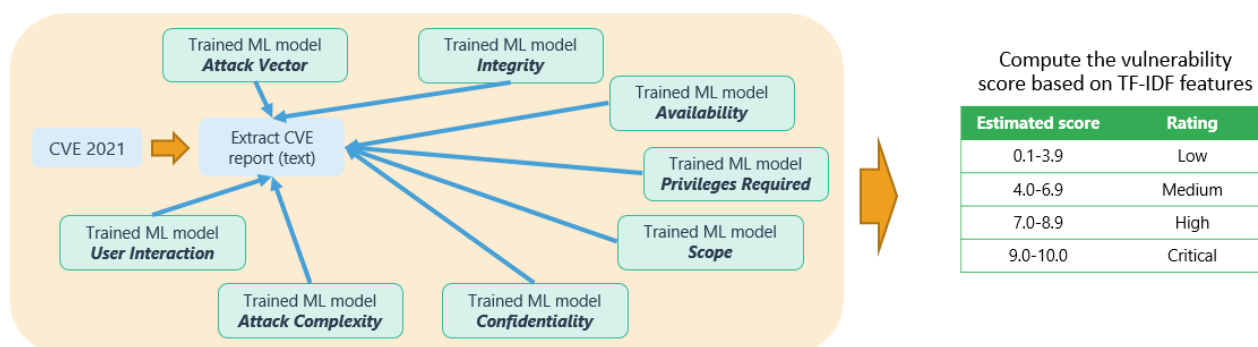 Trained ML model
Attack Vector
Trained ML model
Integrity
Trained ML model
Availability
CVE 2021
Extract CVE
report (text)
Trained ML model
Privileges Required
Trained ML model
User Interaction
Trained ML model
Scope
Trained ML model
Attack Complexity
Trained ML model
Confidentiality
Compute the vulnerability
score based on TF-IDF features
Estimated score Rating
0.1-3.9 Low
4.0-6.9 Medium
7.0-8.9 High
9.0-10.0 Critical